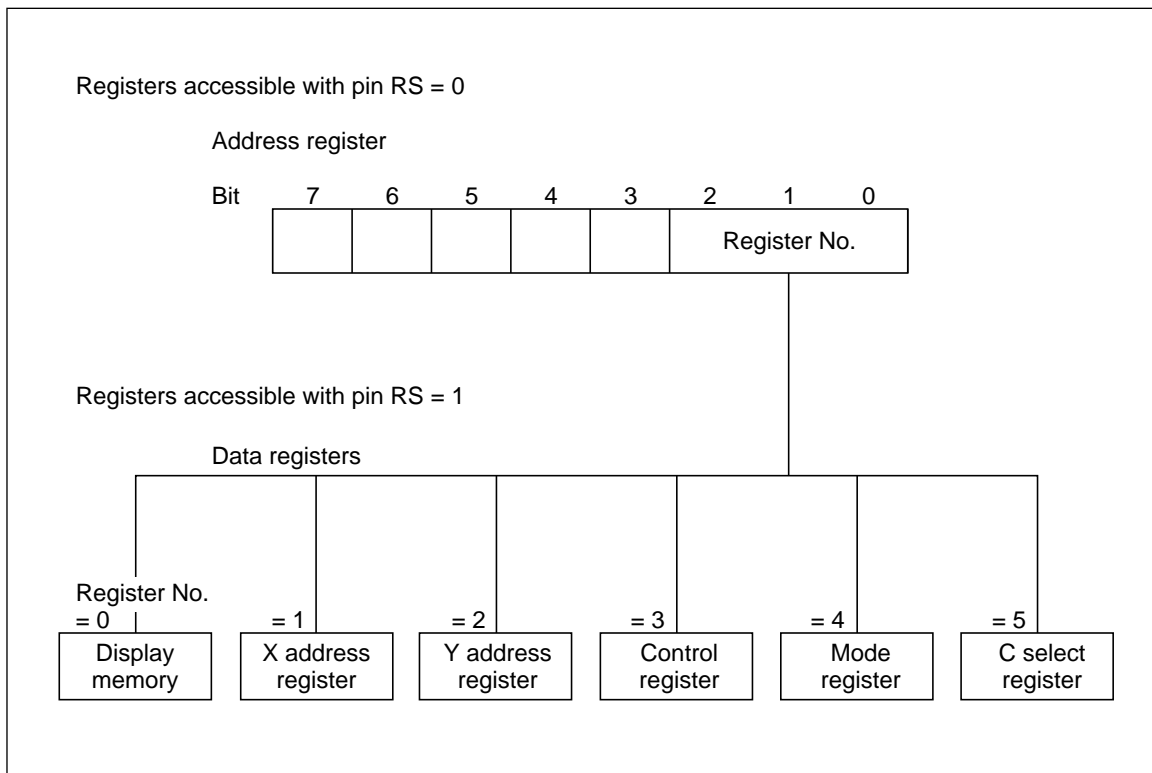 Registers accessible with pin RS = 0
Address register
Bit 7 6 5 4 3 2 1 0
Register No.
Registers accessible with pin RS = 1
Data registers
Register No.
= 0 = 1 = 2 = 3 = 4 = 5
Display memory
X address register
Y address register
Control register
Mode register
C select register